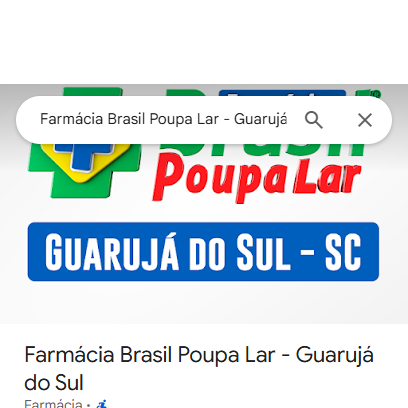 Farmácia Brasil Poupa Lar - Guarujá
Brasil
Poupa Lar
GUARUJÁ DO SUL - SC
Farmácia Brasil Poupa Lar - Guarujá
do Sul
Farmácia ·